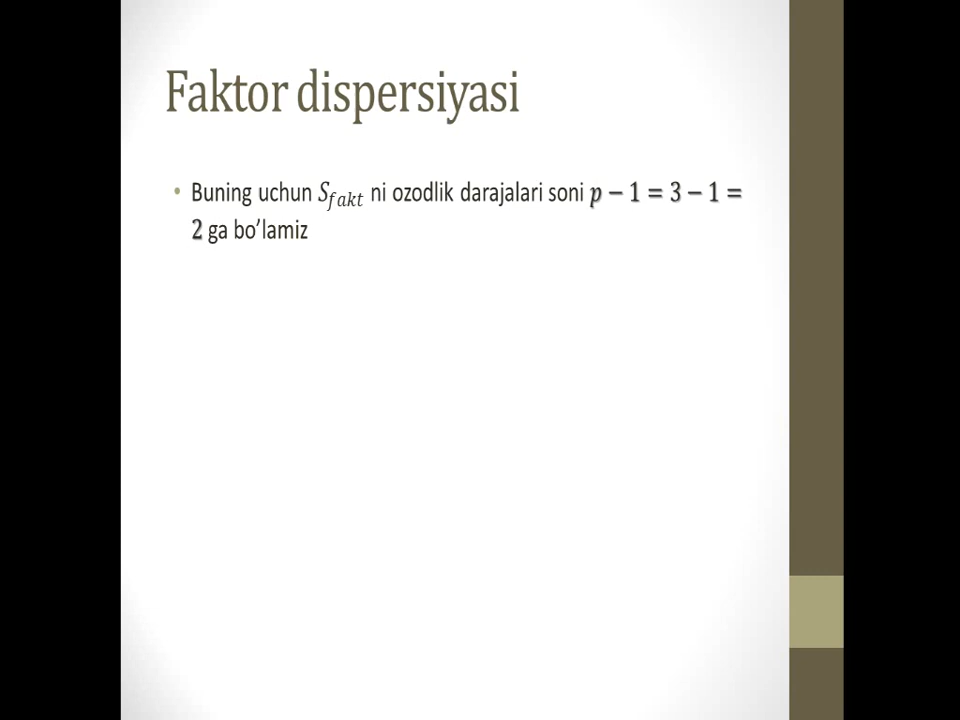 Faktor dispersiyasi
• Buning uchun S_fakt ni ozodlik darajalari soni p − 1 = 3 − 1 =
2 ga bo’lamiz